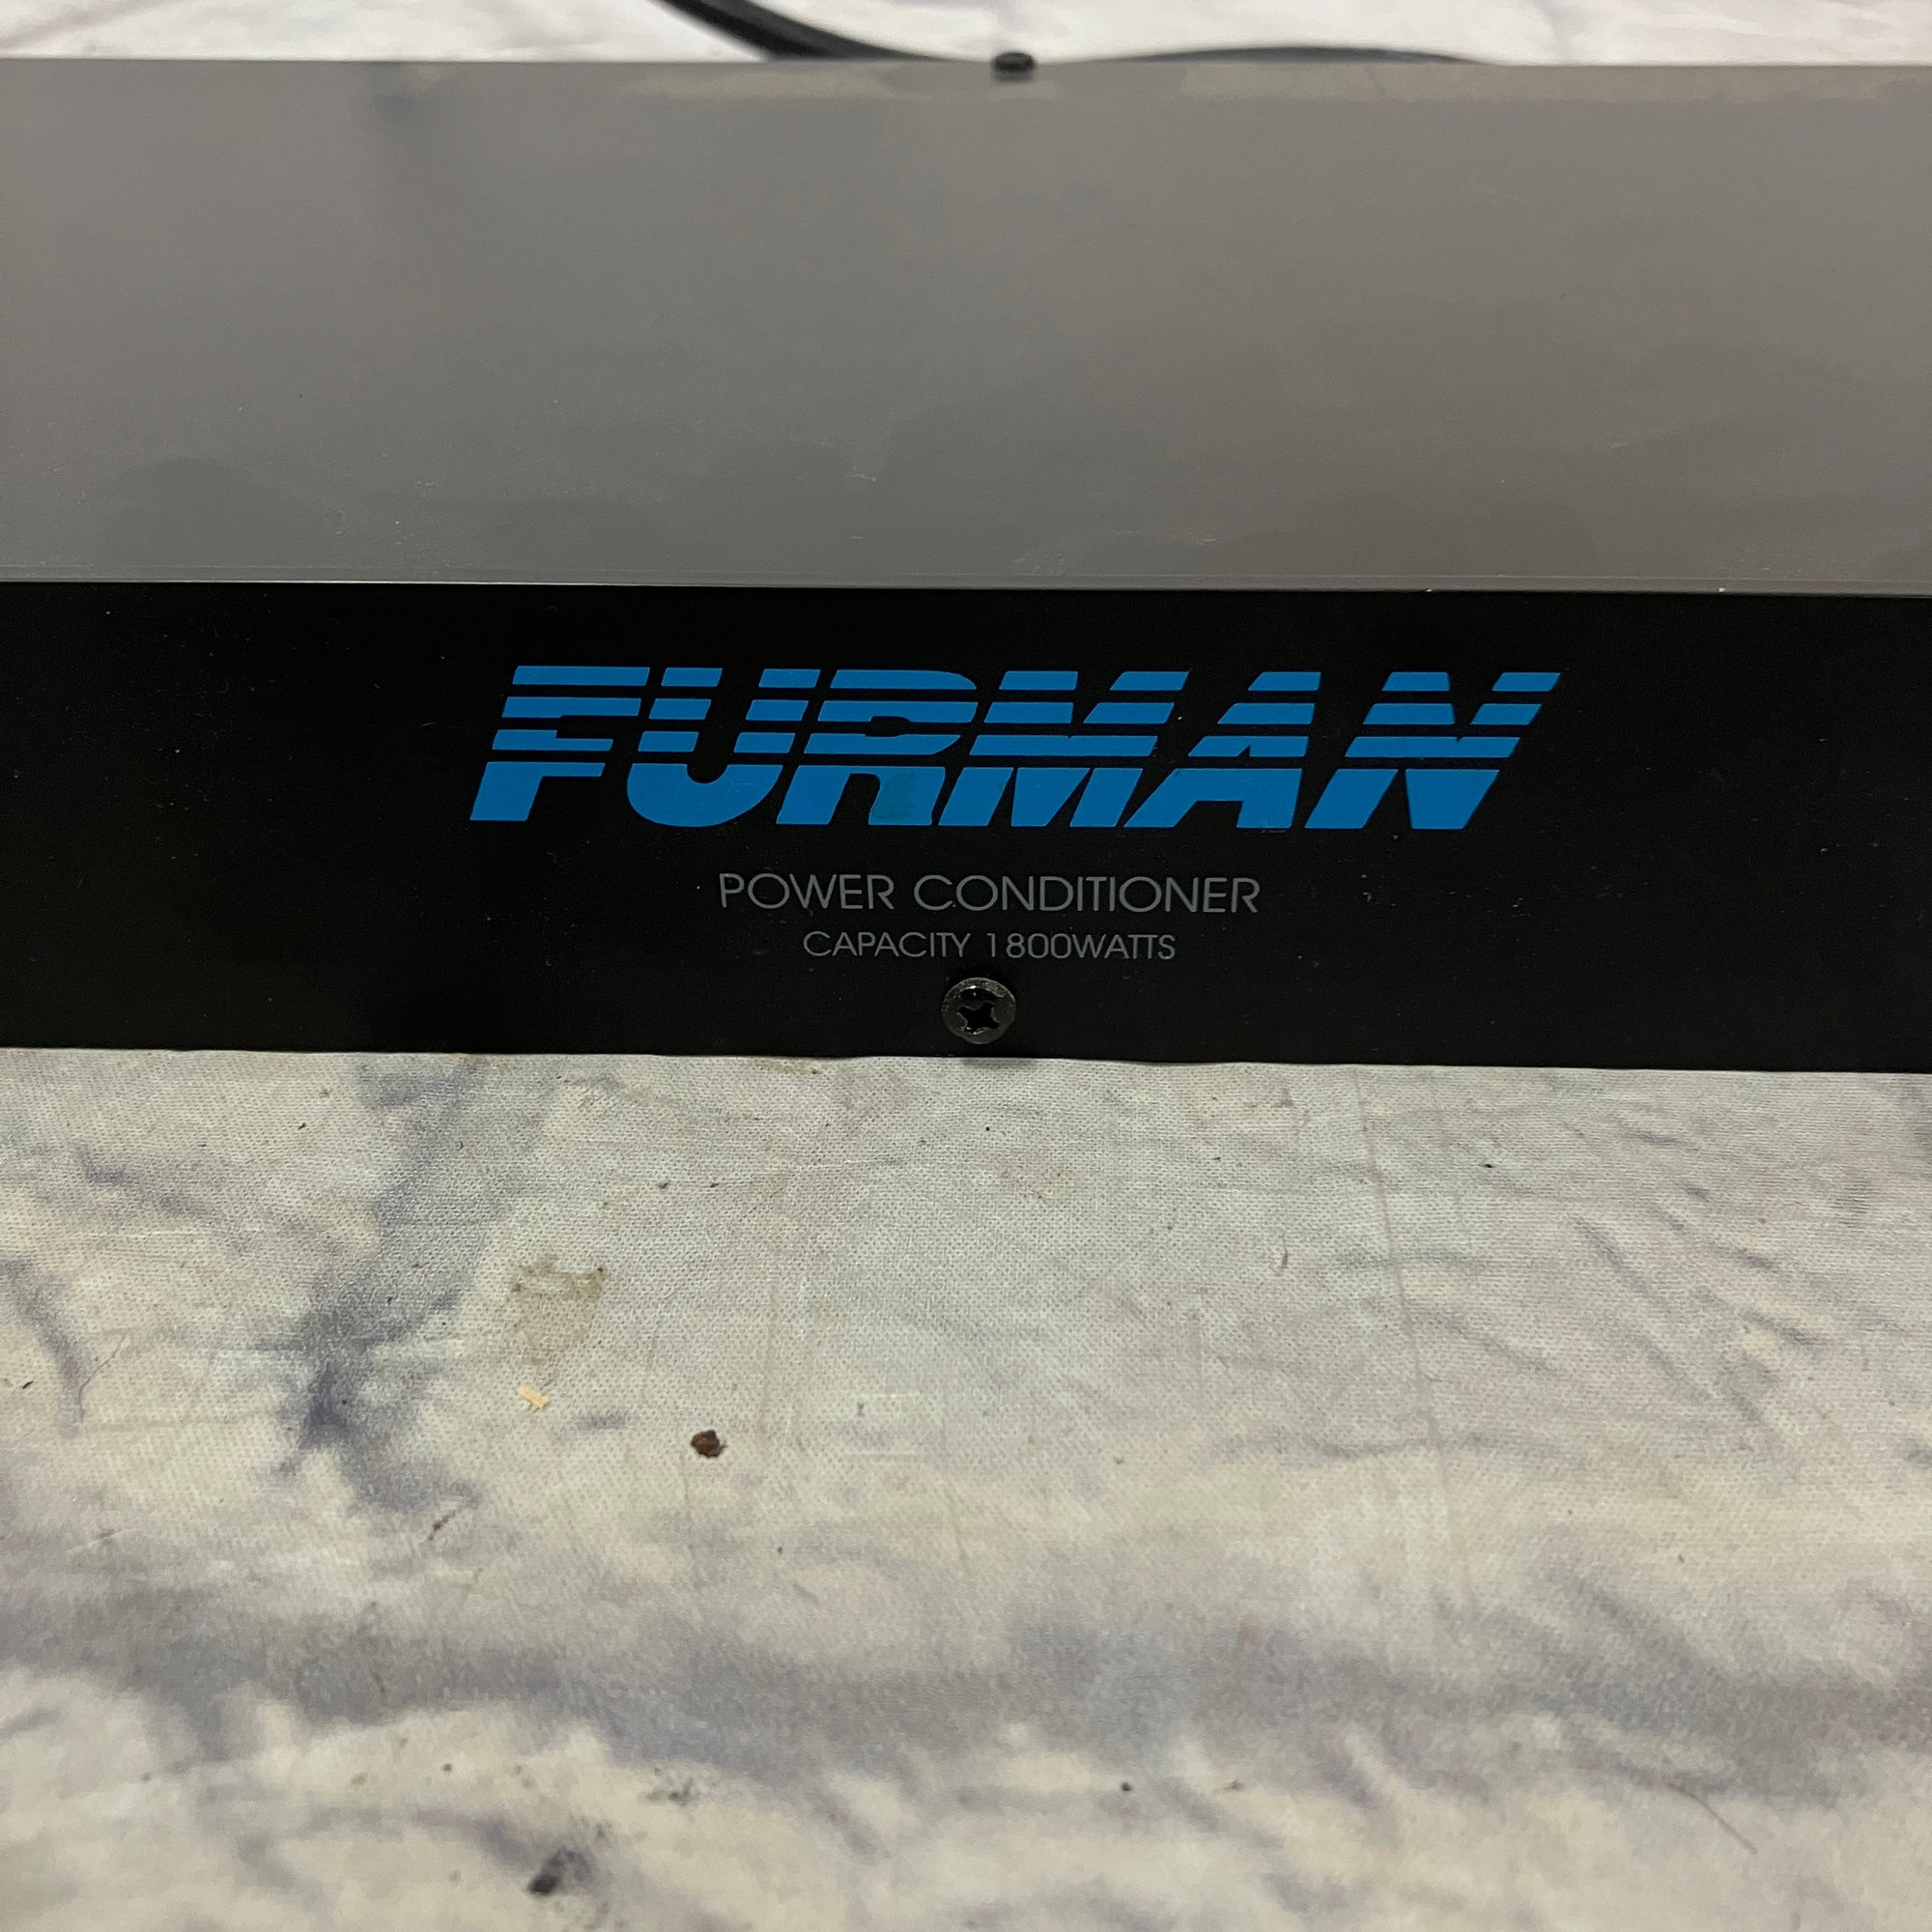 FURMAN
POWER CONDITIONER
CAPACITY 1800WATTS